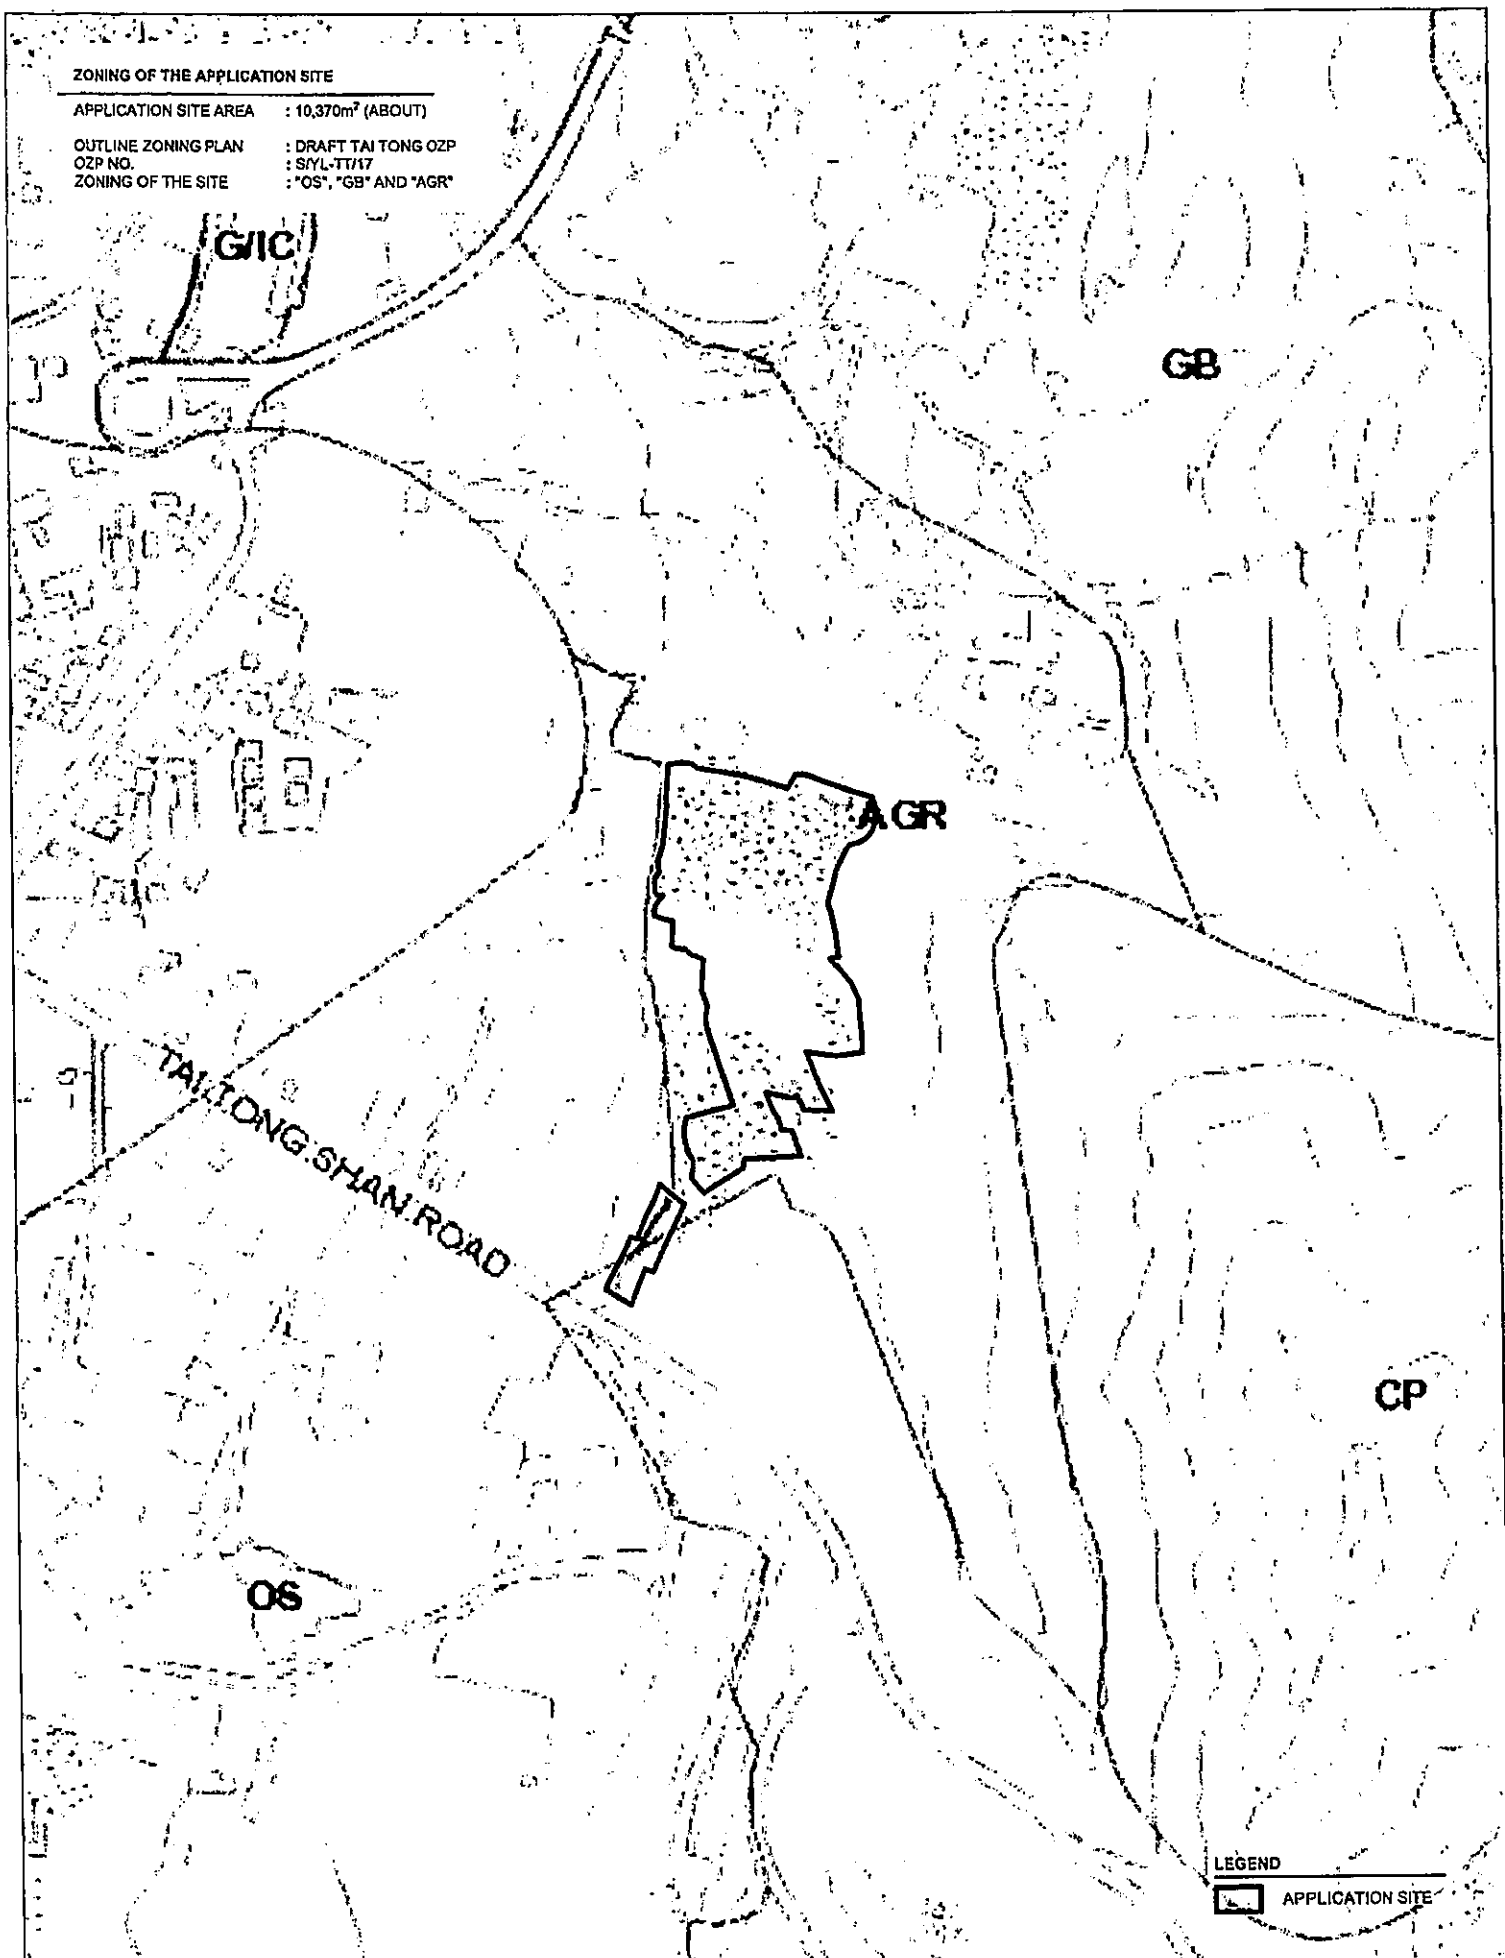 ZONING OF THE APPLICATION SITE
APPLICATION SITE AREA : 10,370m² (ABOUT)
OUTLINE ZONING PLAN : DRAFT TAI TONG OZP
OZP NO. : S/YL-TT/17
ZONING OF THE SITE : "OS", "GB" AND "AGR"
G/IC
GB
AGR
TAI TONG SHAN ROAD
CP
OS
LEGEND
APPLICATION SITE